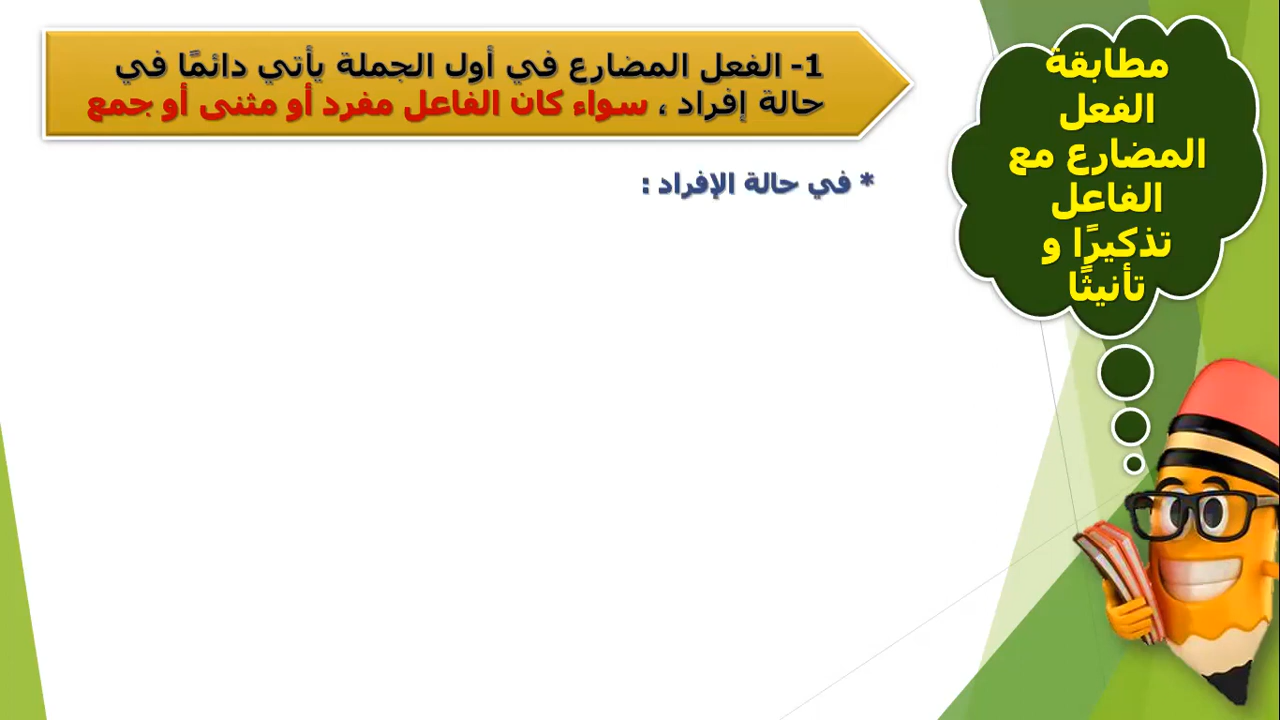 مطابقة
الفعل
المضارع مع
الفاعل
تذكيرًا و
تأنيثًا
1- الفعل المضارع في أول الجملة يأتي دائمًا في
حالة إفراد ، سواء كان الفاعل مفرد أو مثنى أو جمع
* في حالة الإفراد :